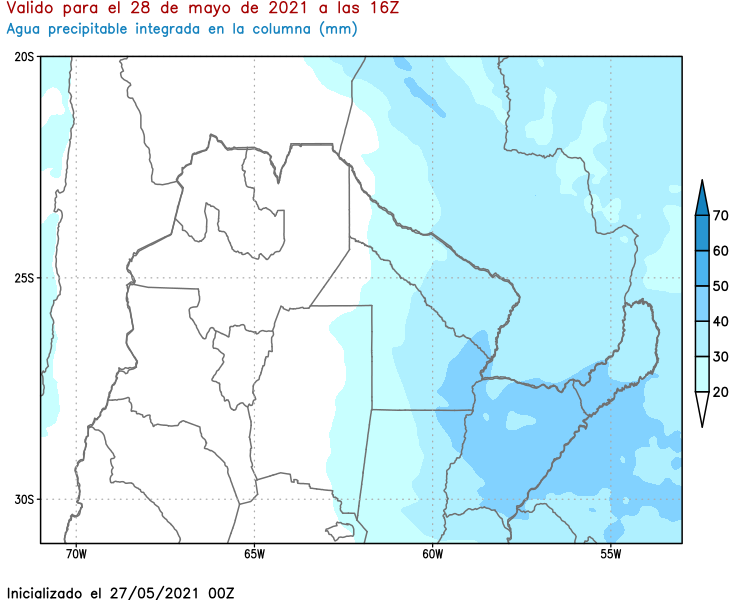 Valido para el 28 de mayo de 2021 a las 16Z
Agua precipitable integrada en la columna (mm)
20S
25S
30S
70W
65W
60W
55W
70
60
50
40
30
20
Inicializado el 27/05/2021 00Z